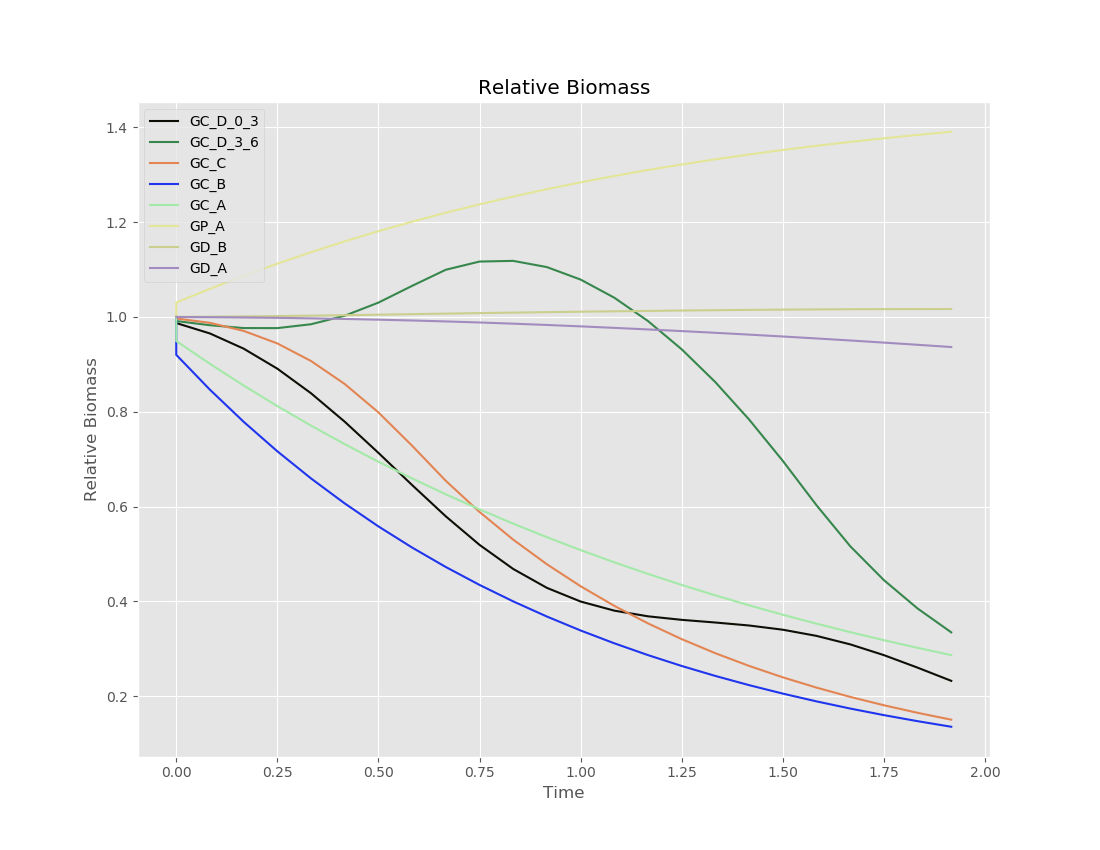 Relative Biomass
GC_D_0_3
GC_D_3_6
GC_C
GC_B
GC_A
GP_A
GD_B
GD_A
1.4
1.2
1.0
0.8
0.6
0.4
0.2
Relative Biomass
0.00 0.25 0.50 0.75 1.00 1.25 1.50 1.75 2.00
Time